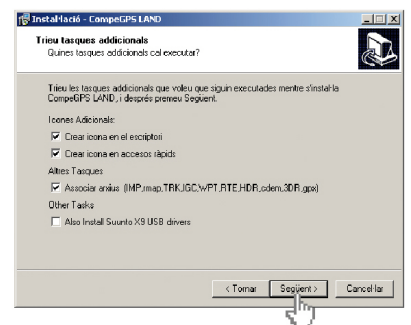 Instal·lació - CompeGPS LAND
Trieu tasques addicionals
Quines tasques addicionals cal executar?
Trieu les tasques addicionals que voleu que siguin executades mentre s'instal·la
CompeGPS LAND, i després premeu Següent.
Icones Adicionals:
Crear icona en el escriptori
Crear icona en accesos ràpids
Altres Tasques
Associar arxius (IMP,rmap,TRK,IGC,WPT,RTE,HDR,cdem,3DR,gpx)
Other Tasks
Also Install Suunto X9 USB drivers
< Tornar
Següent >
Cancel·lar